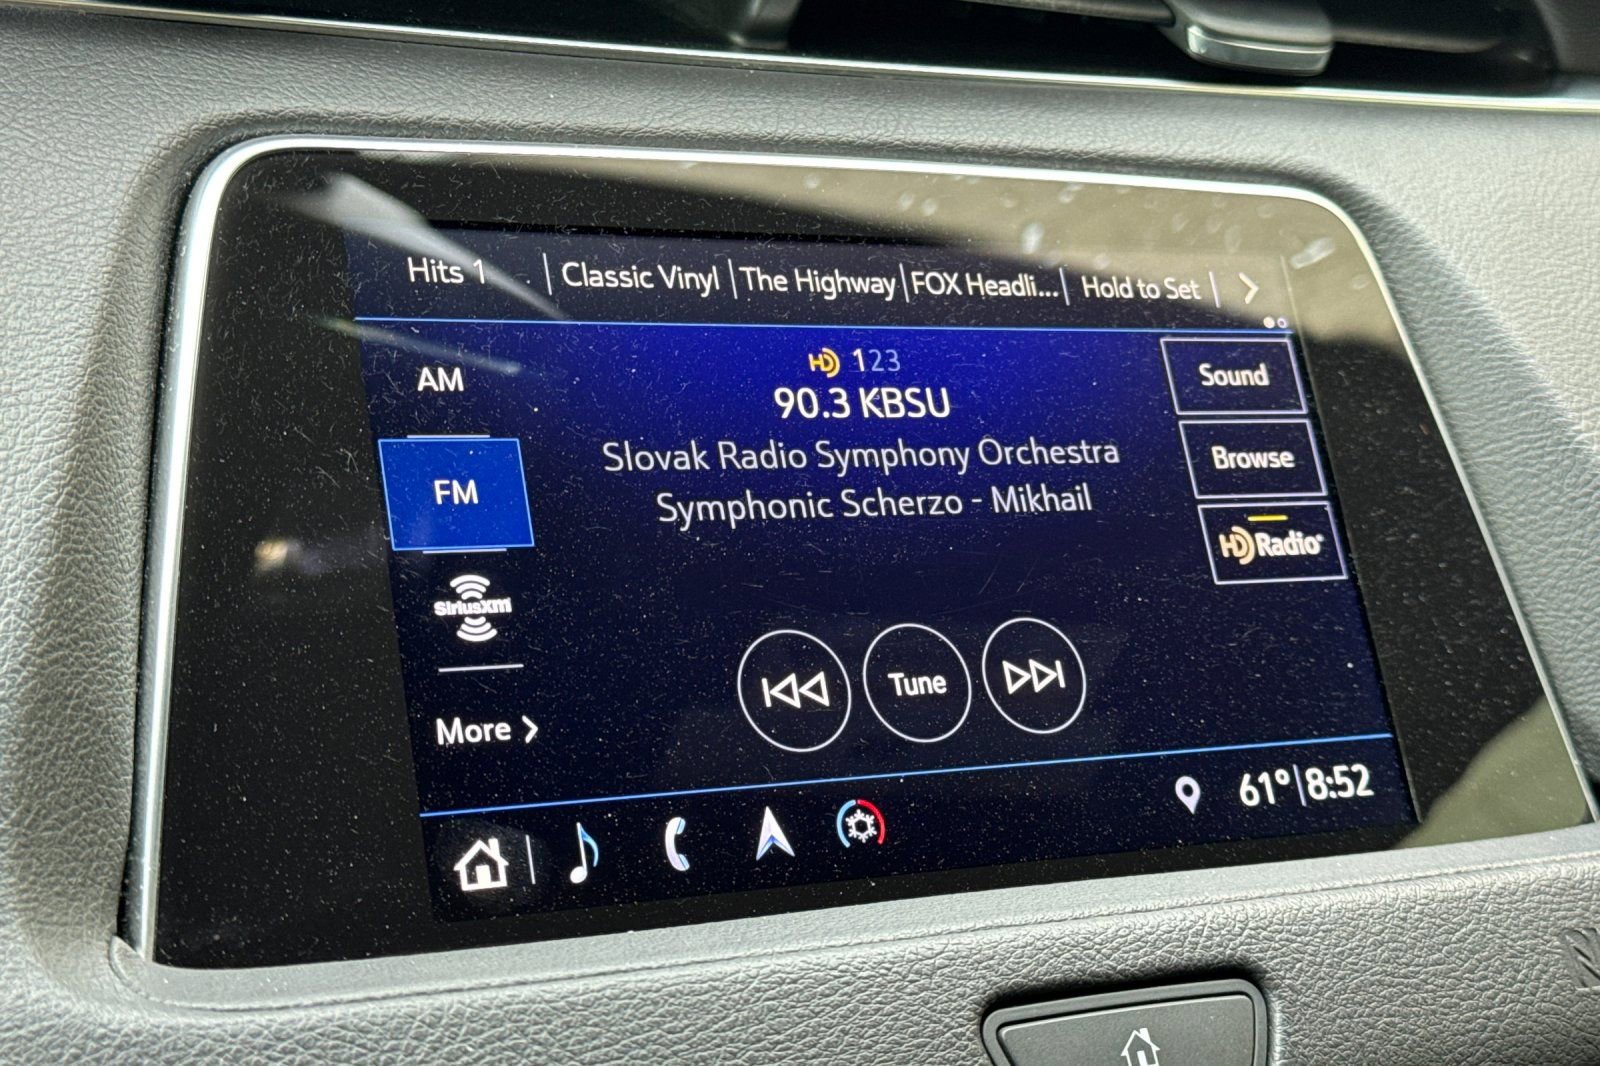 Hits 1 | Classic Vinyl | The Highway | FOX Headli... | Hold to Set | >
AM
HD 123
Sound
90.3 KBSU
FM
Slovak Radio Symphony Orchestra
Browse
Symphonic Scherzo - Mikhail
HD Radio®
SiriusXM
Tune
More >
61° | 8:52